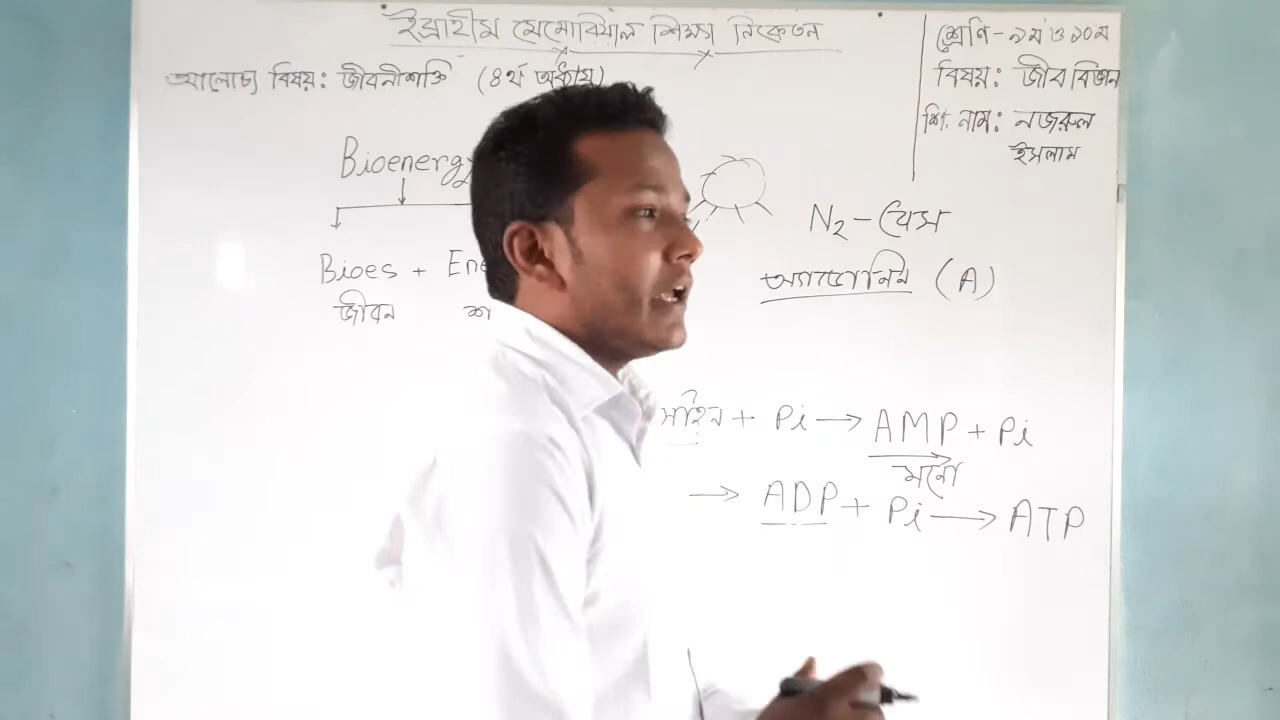 ইব্রাহীম মেমোরিয়াল শিক্ষা নিকেতন
শ্রেণি - ৯ম ও ১০ম
আলোচ্য বিষয়: জীবনীশক্তি (৪র্থ অধ্যায়)
বিষয়: জীব বিজ্ঞান
শি. নাম: নজরুল
ইসলাম
Bioenergy
N2 - বেস
Bioes + Ene
অ্যাডোনিন (A)
জীবন শ
+ Pi → AMP + Pi
মনো
→ ADP + Pi → ATP